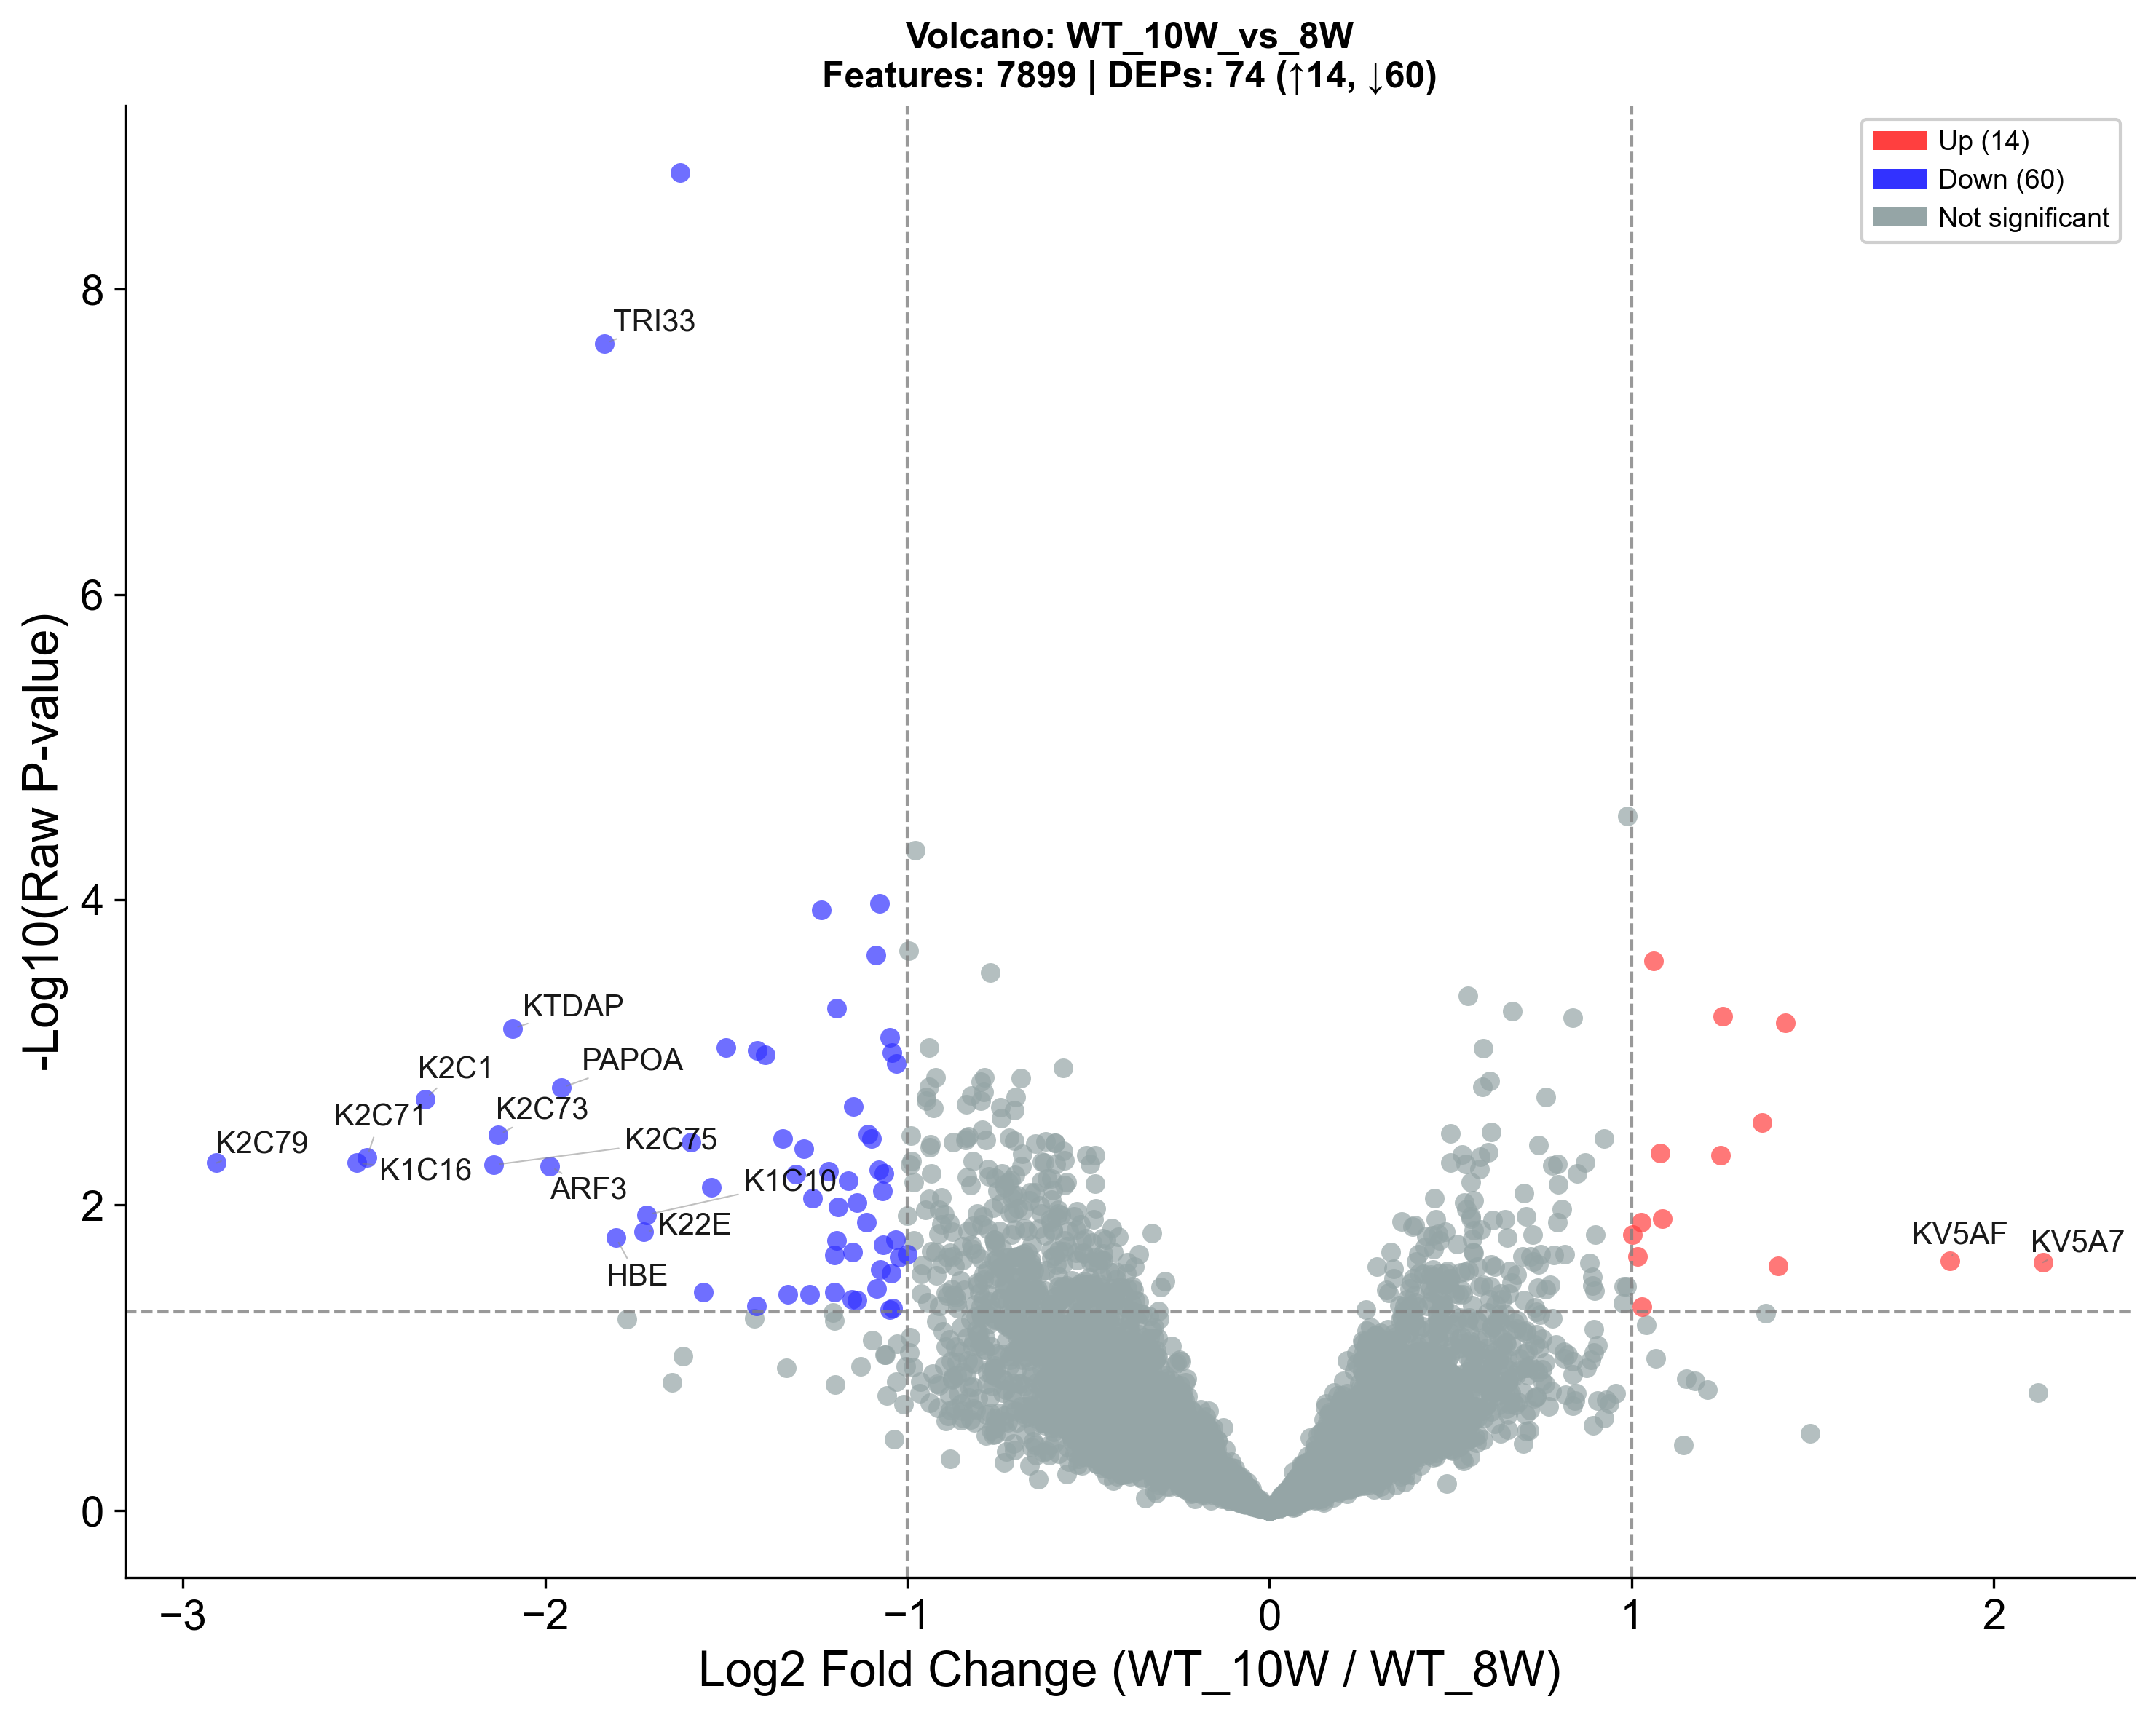 Volcano: WT_10W_vs_8W
Features: 7899 | DEPs: 74 (↑14, ↓60)
Up (14)
Down (60)
Not significant
-Log10(Raw P-value)
8
6
4
2
0
TRI33
KTDAP
PAPOA
K2C1
K2C73
K2C71
K2C75
K2C79
K1C16
K1C10
ARF3
K22E
HBE
KV5AF
KV5A7
−3
−2
−1
0
1
2
Log2 Fold Change (WT_10W / WT_8W)